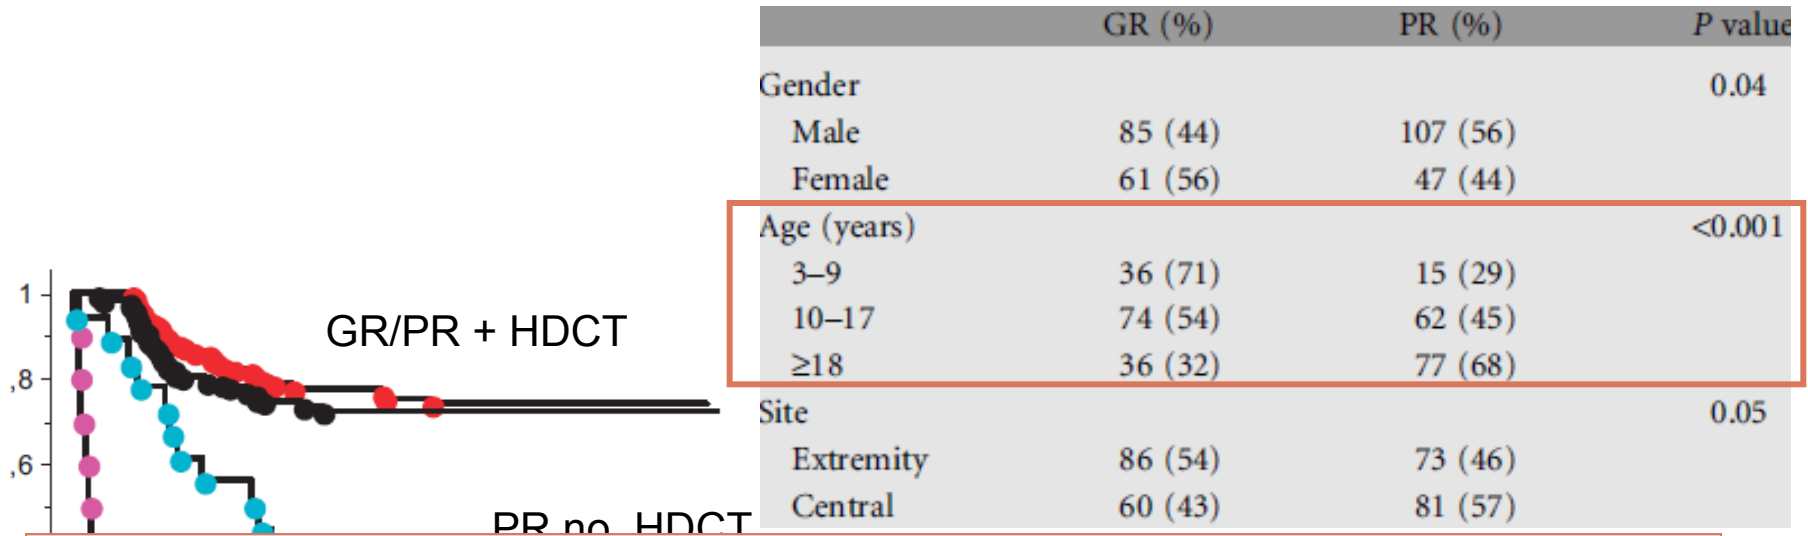 GR (%) PR (%) P value
Gender 0.04
Male 85 (44) 107 (56)
Female 61 (56) 47 (44)
Age (years) <0.001
3–9 36 (71) 15 (29)
10–17 74 (54) 62 (45)
≥18 36 (32) 77 (68)
Site 0.05
Extremity 86 (54) 73 (46)
Central 60 (43) 81 (57)
1
,8
,6
GR/PR + HDCT
PR no HDCT